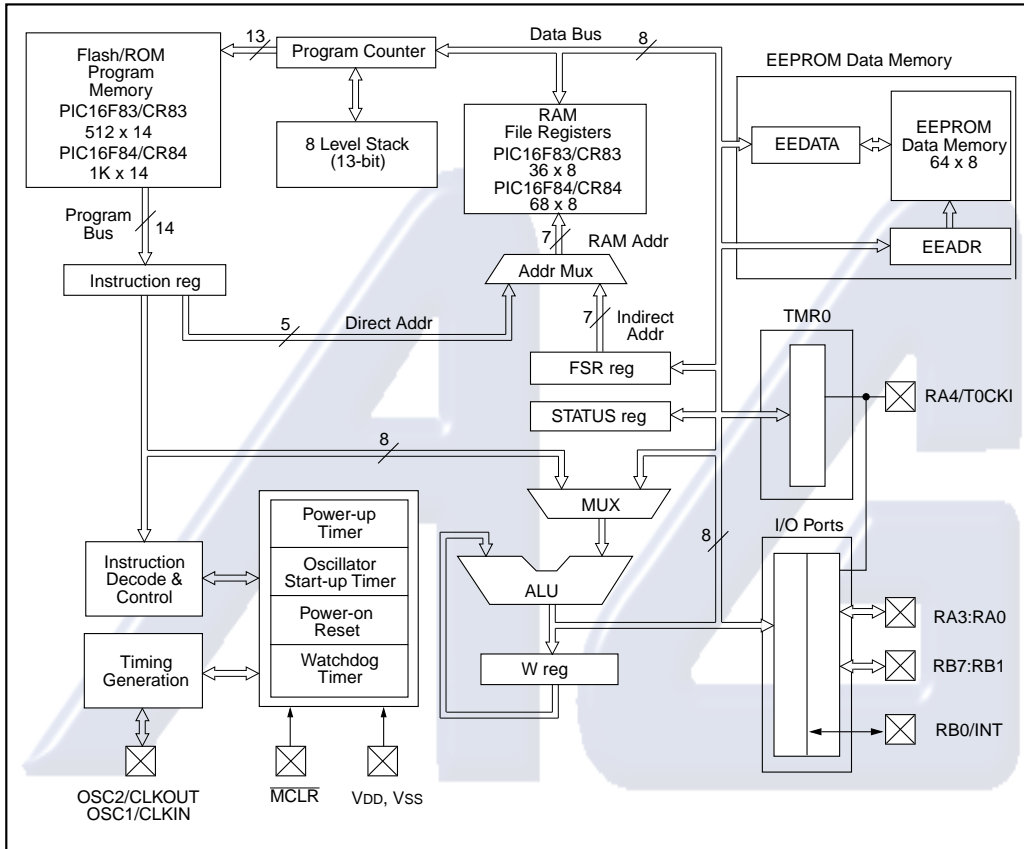 Flash/ROM
Program
Memory
PIC16F83/CR83
512 x 14
PIC16F84/CR84
1K x 14
13
Program Counter
8 Level Stack
(13-bit)
Data Bus
8
RAM
File Registers
PIC16F83/CR83
36 x 8
PIC16F84/CR84
68 x 8
EEPROM Data Memory
EEDATA
EEPROM
Data Memory
64 x 8
EEADR
Program
Bus
14
7
RAM Addr
Addr Mux
Instruction reg
5
Direct Addr
7
Indirect
Addr
FSR reg
STATUS reg
TMR0
RA4/T0CKI
8
MUX
ALU
W reg
8
I/O Ports
RA3:RA0
RB7:RB1
RB0/INT
Instruction
Decode &
Control
Timing
Generation
Power-up
Timer
Oscillator
Start-up Timer
Power-on
Reset
Watchdog
Timer
OSC2/CLKOUT
OSC1/CLKIN
MCLR
VDD, VSS
AG